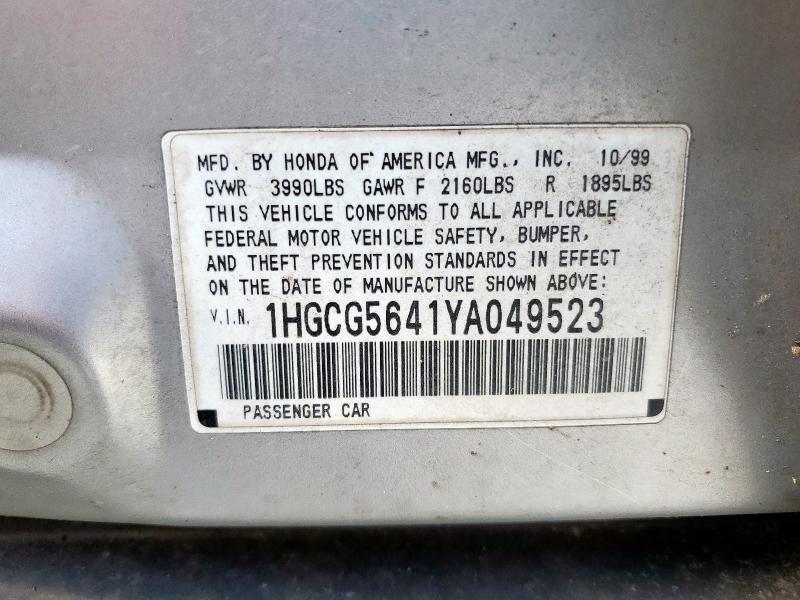 MFD. BY HONDA OF AMERICA MFG., INC. 10/99
GVWR 3990LBS GAWR F 2160LBS R 1895LBS
THIS VEHICLE CONFORMS TO ALL APPLICABLE
FEDERAL MOTOR VEHICLE SAFETY, BUMPER,
AND THEFT PREVENTION STANDARDS IN EFFECT
ON THE DATE OF MANUFACTURE SHOWN ABOVE:
V.I.N. 1HGCG5641YA049523
PASSENGER CAR